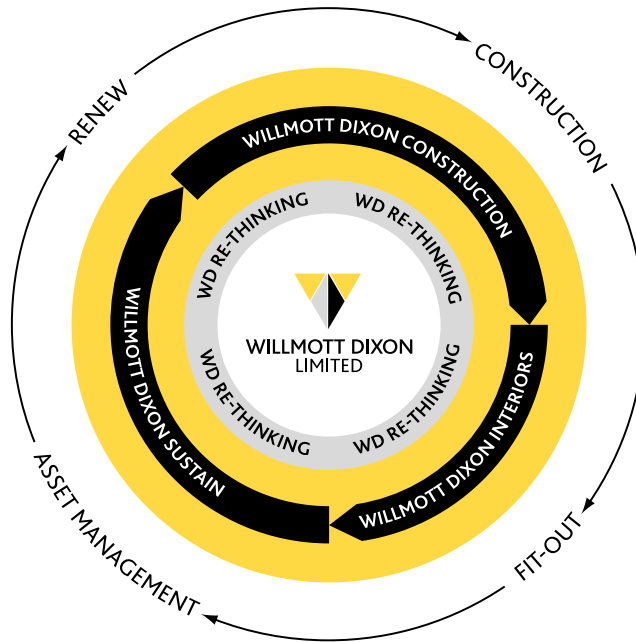 RENEW
CONSTRUCTION
FIT-OUT
ASSET MANAGEMENT
WILLMOTT DIXON CONSTRUCTION
WILLMOTT DIXON INTERIORS
WILLMOTT DIXON SUSTAIN
WD RE-THINKING
WD RE-THINKING
WD RE-THINKING
WD RE-THINKING
WILLMOTT DIXON
LIMITED